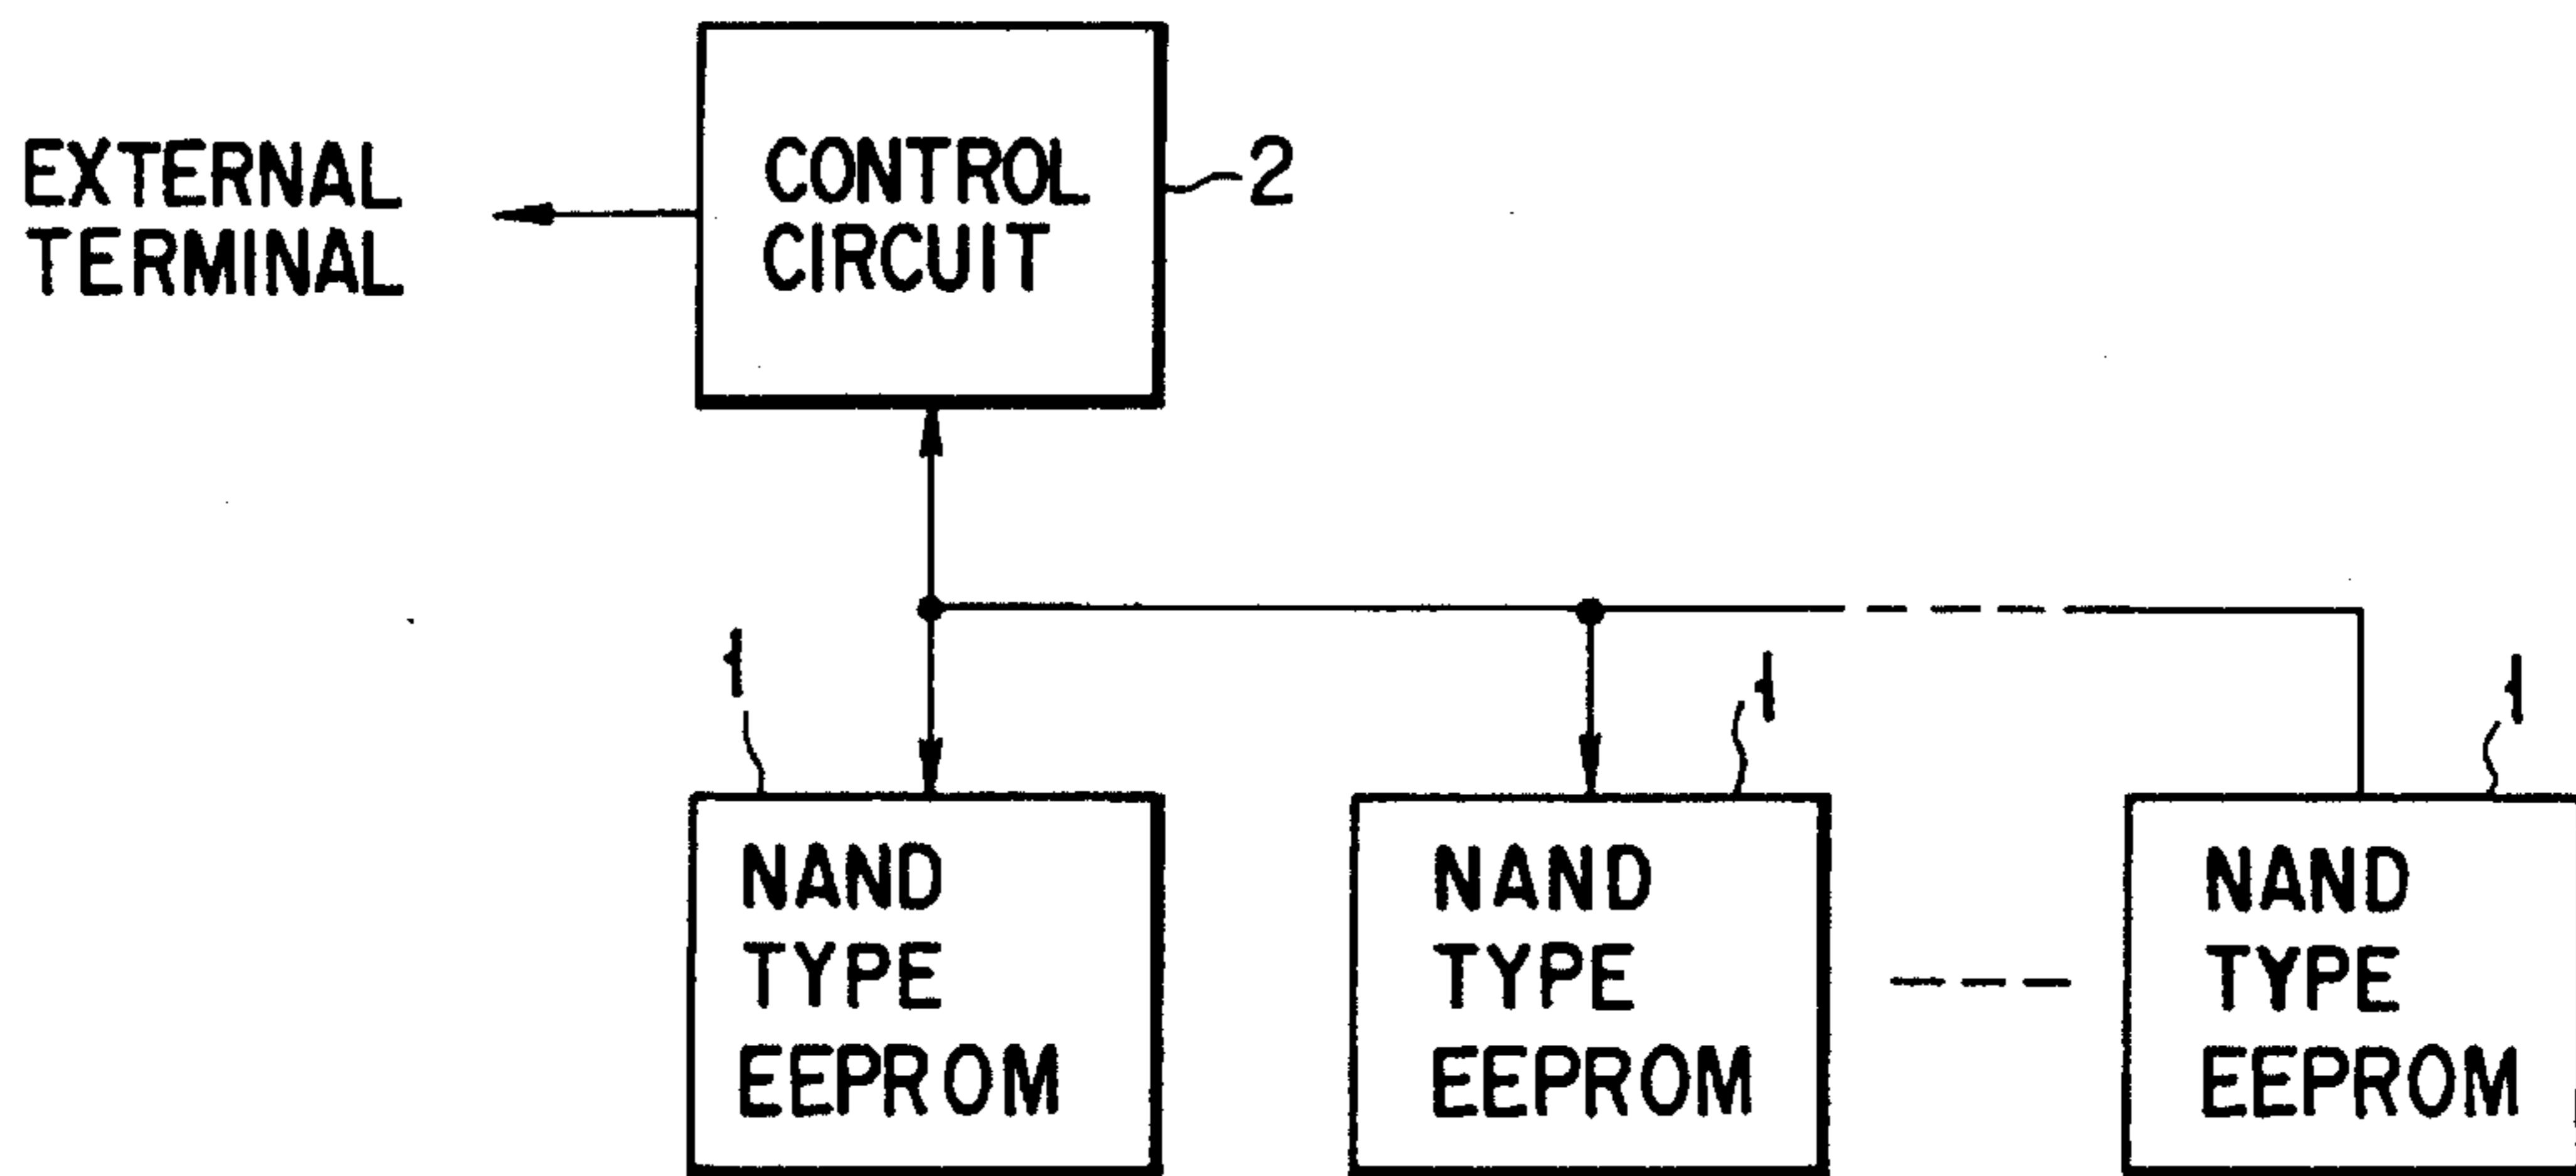 EXTERNAL
TERMINAL
CONTROL
CIRCUIT
2
1
NAND
TYPE
EEPROM
1
NAND
TYPE
EEPROM
1
NAND
TYPE
EEPROM